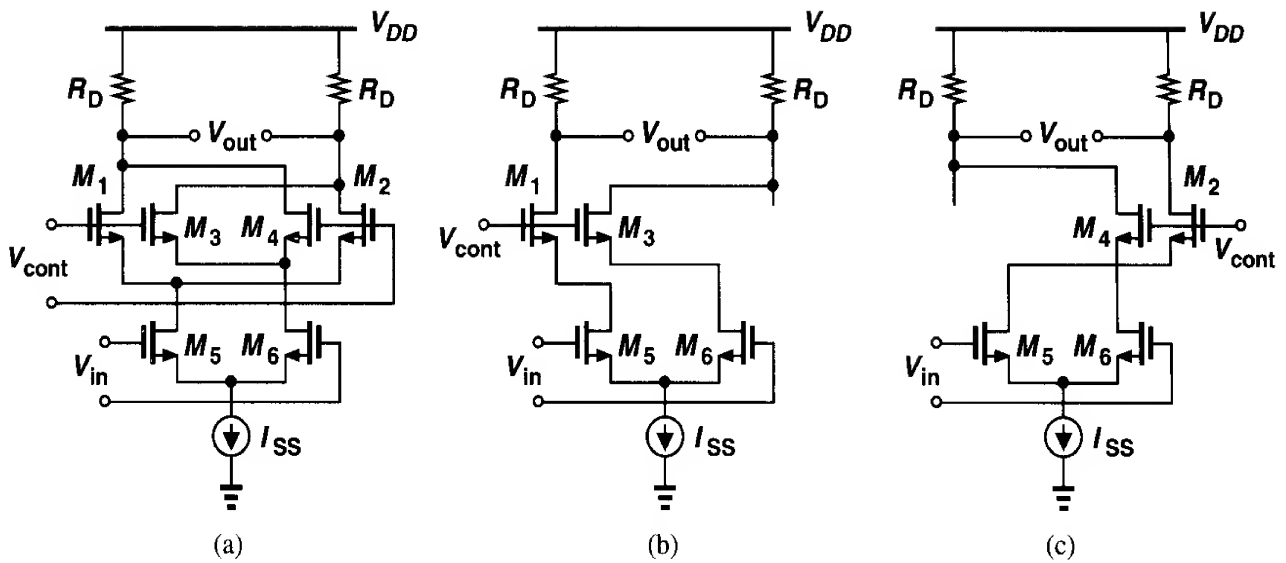 V_DD
R_D R_D
V_out
M_1 M_2
M_3 M_4
V_cont
M_5 M_6
V_in
I_SS
(a)
V_DD
R_D R_D
V_out
M_1
M_3
V_cont
M_5 M_6
V_in
I_SS
(b)
V_DD
R_D R_D
V_out
M_2
M_4
V_cont
M_5 M_6
V_in
I_SS
(c)